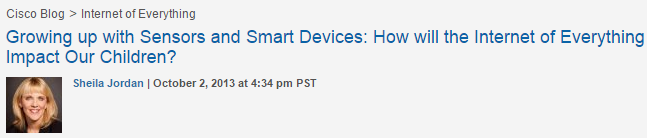 Cisco Blog > Internet of Everything
Growing up with Sensors and Smart Devices: How will the Internet of Everything
Impact Our Children?
Sheila Jordan | October 2, 2013 at 4:34 pm PST